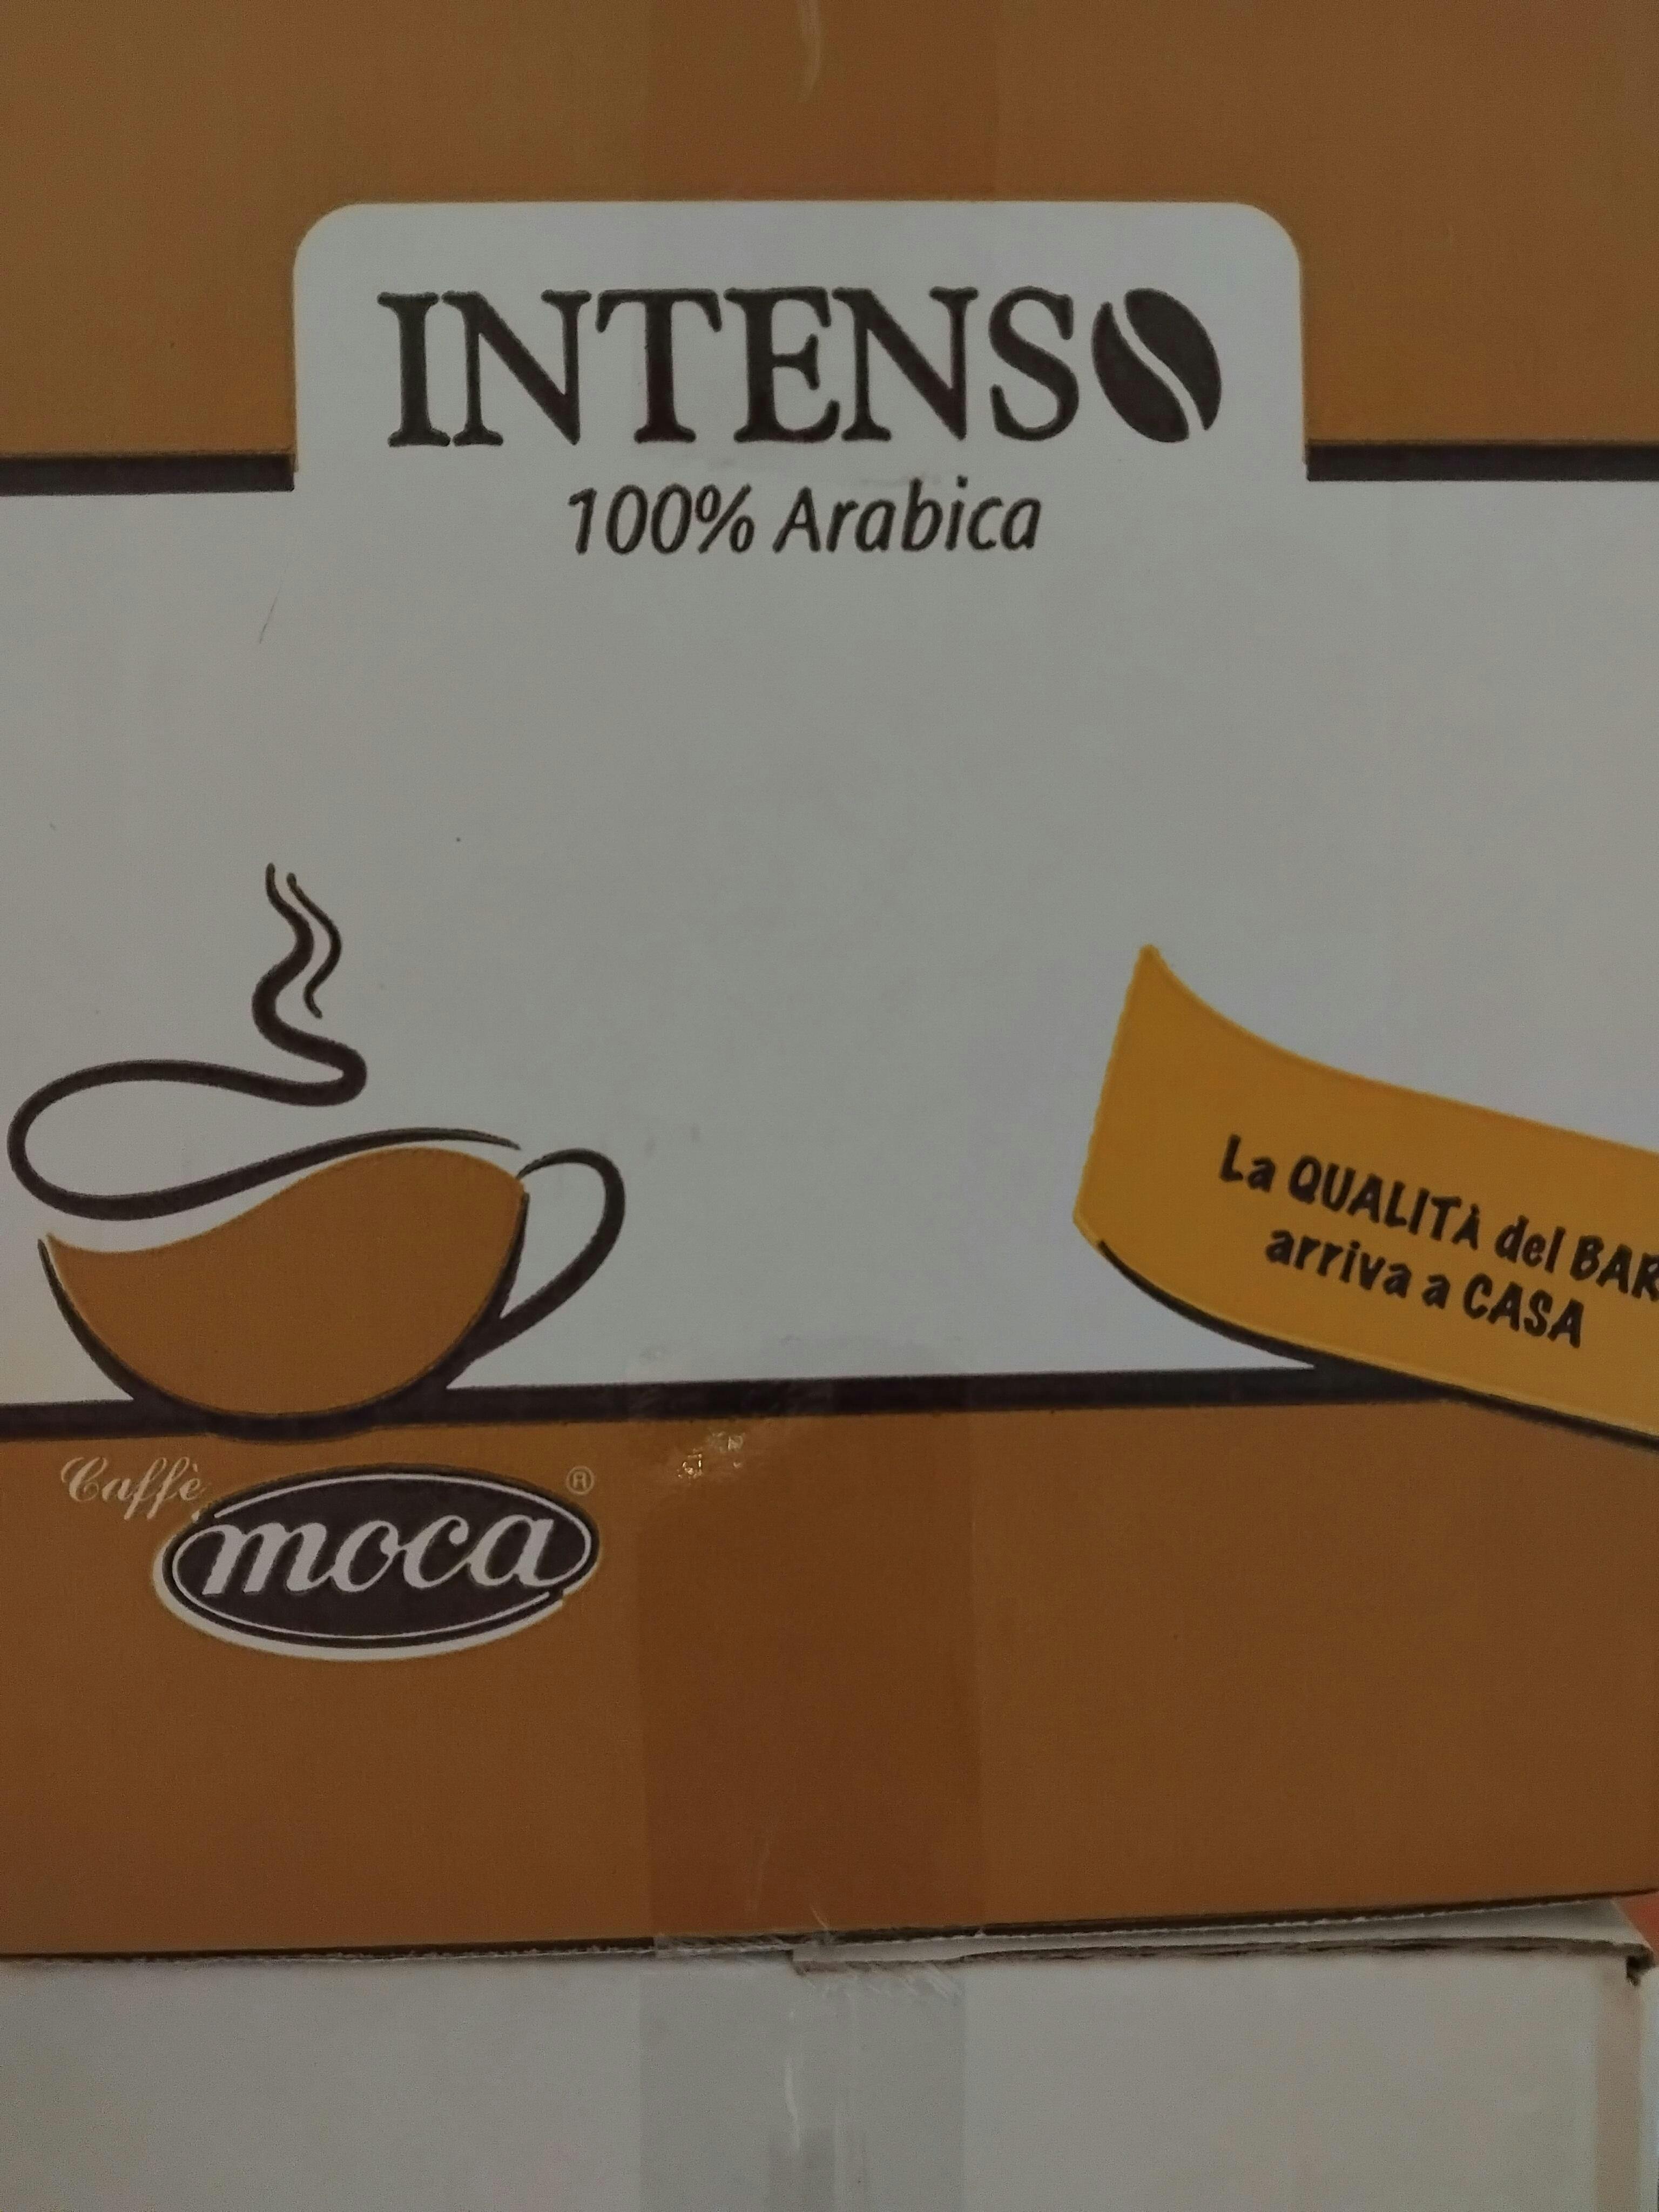 INTENSO
100% Arabica
La QUALITÀ del BAR
arriva a CASA
Caffè
moca®